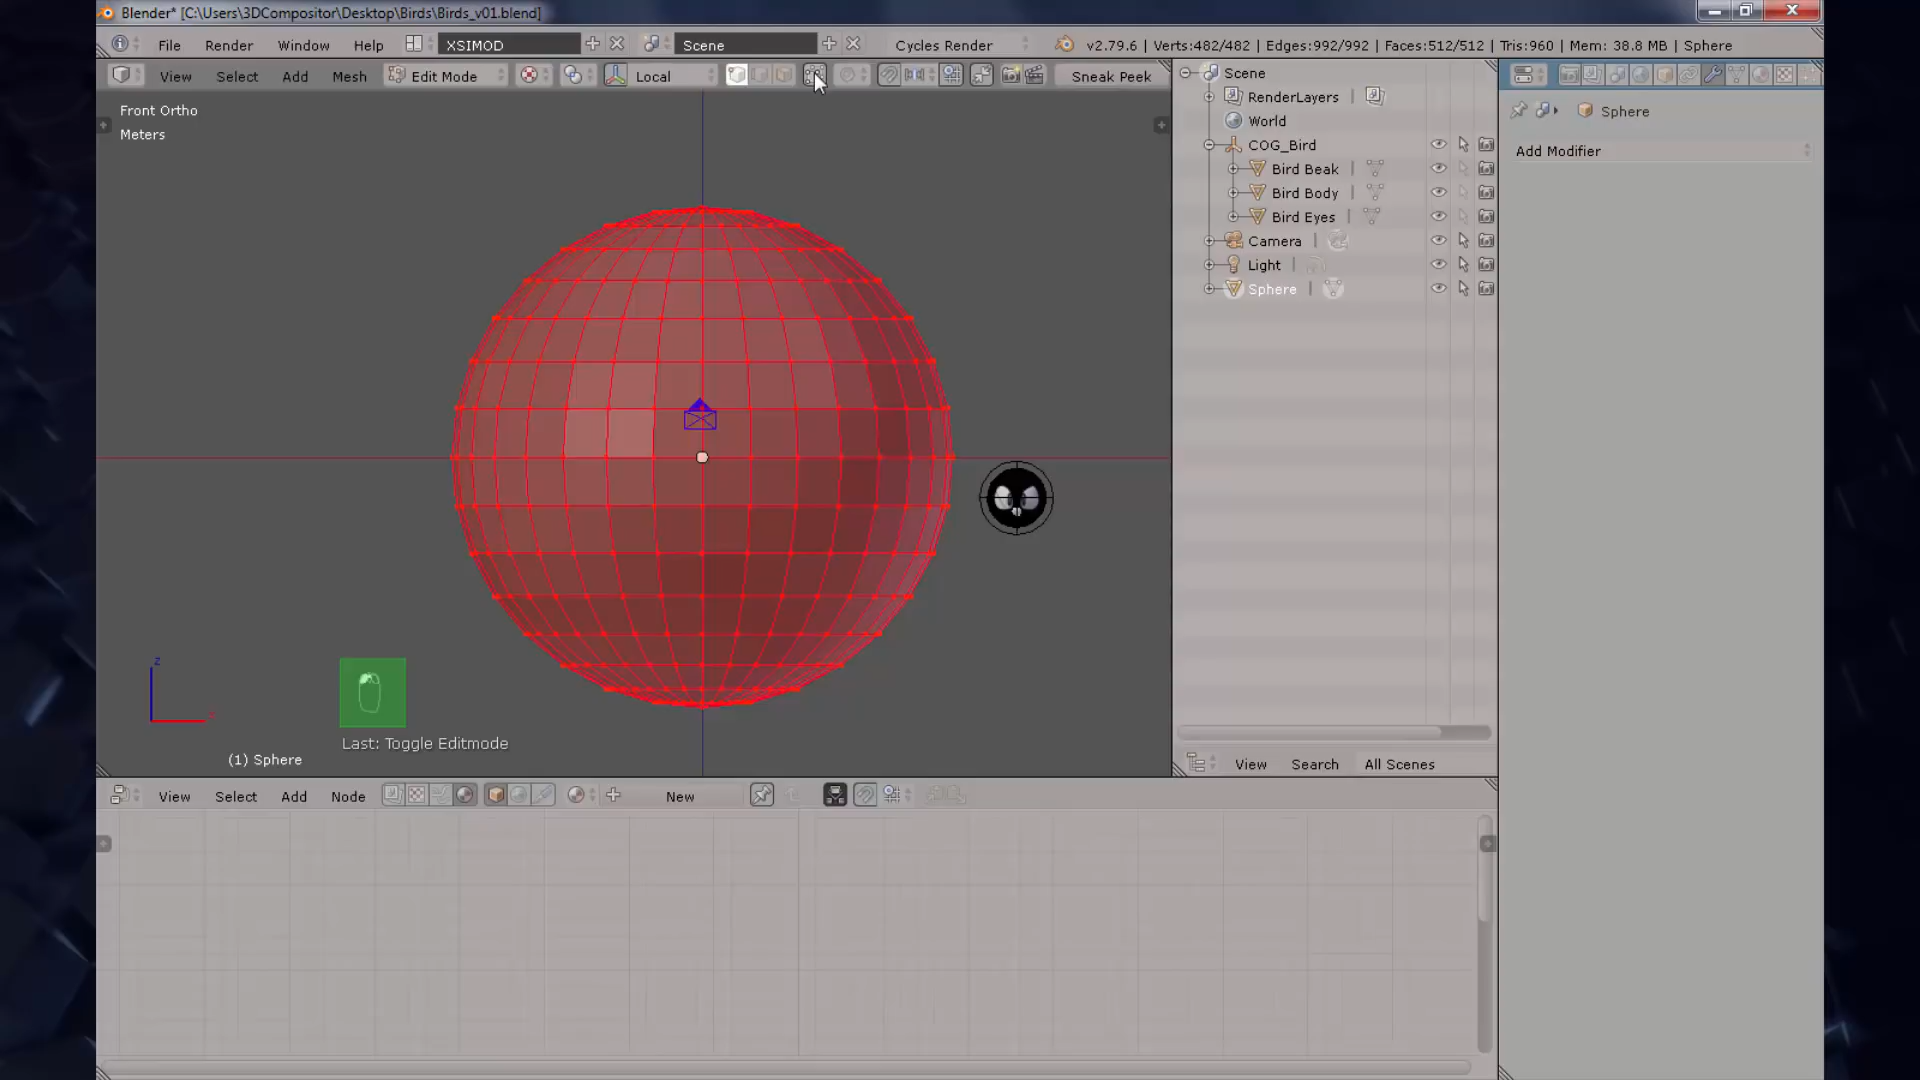 Blender* [C:\Users\3DCompositor\Desktop\Birds\Birds_v01.blend]
File Render Window Help XSIMOD Scene Cycles Render v2.79.6 | Verts:482/482 | Edges:992/992 | Faces:512/512 | Tris:960 | Mem: 38.8 MB | Sphere
View Select Add Mesh Edit Mode Local Sneak Peek
Front Ortho
Meters
z
Last: Toggle Editmode
(1) Sphere
Scene
RenderLayers
World
COG_Bird
Bird Beak
Bird Body
Bird Eyes
Camera
Light
Sphere
View Search All Scenes
Sphere
Add Modifier
View Select Add Node New